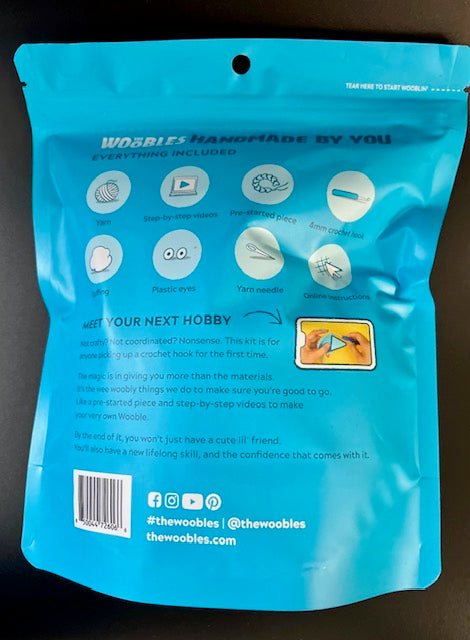 TEAR HERE TO START WOOBLIN'
THE WOOBLES HANDMADE BY YOU
EVERYTHING INCLUDED
Yarn
Step-by-step videos
Pre-started piece
4mm crochet hook
Plastic eyes
Yarn needle
Online instructions
MEET YOUR NEXT HOBBY
Not crafty? Not coordinated? Nonsense. This kit is for
anyone picking up a crochet hook for the first time.
The magic is in giving you more than the materials.
It's the wee woobly things we do to make sure you're good to go.
Like a pre-started piece and step-by-step videos to make
your very own Wooble.
By the end of it, you won't just have a cute lil' friend.
You'll also have a new lifelong skill, and the confidence that comes with it.
#thewoobles | @thewoobles
thewoobles.com